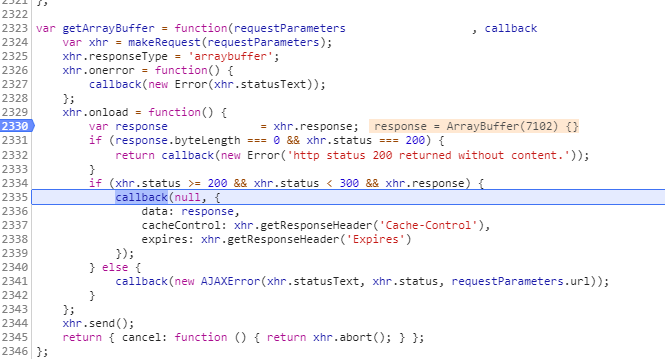 2321 };
2322
2323 var getArrayBuffer = function(requestParameters                    , callback
2324     var xhr = makeRequest(requestParameters);
2325     xhr.responseType = 'arraybuffer';
2326     xhr.onerror = function() {
2327         callback(new Error(xhr.statusText));
2328     };
2329     xhr.onload = function() {
2330         var response              = xhr.response;  response = ArrayBuffer(7102) {}
2331         if (response.byteLength === 0 && xhr.status === 200) {
2332             return callback(new Error('http status 200 returned without content.'));
2333         }
2334         if (xhr.status >= 200 && xhr.status < 300 && xhr.response) {
2335             callback(null, {
2336                 data: response,
2337                 cacheControl: xhr.getResponseHeader('Cache-Control'),
2338                 expires: xhr.getResponseHeader('Expires')
2339             });
2340         } else {
2341             callback(new AJAXError(xhr.statusText, xhr.status, requestParameters.url));
2342         }
2343     };
2344     xhr.send();
2345     return { cancel: function () { return xhr.abort(); } };
2346 };